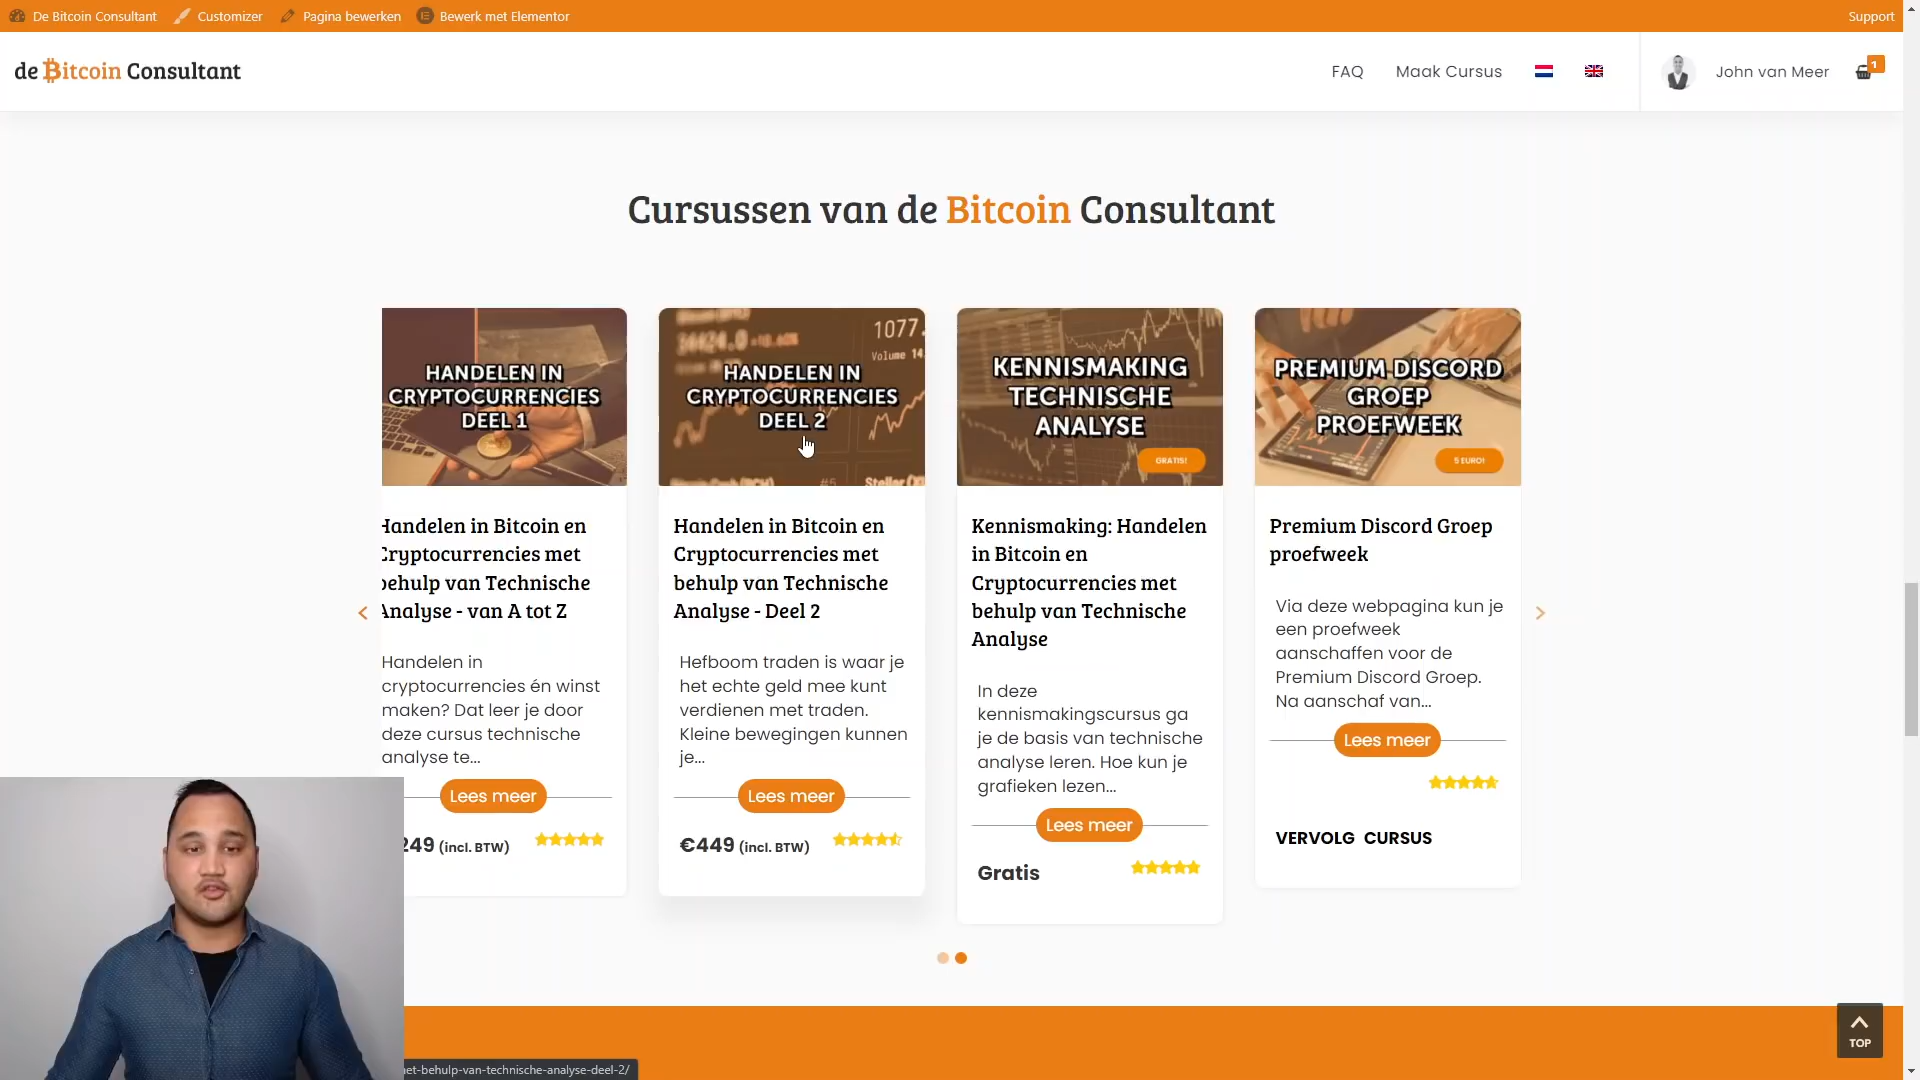 De Bitcoin Consultant Customizer Pagina bewerken Bewerk met Elementor Support
de Bitcoin Consultant FAQ Maak Cursus John van Meer 1
Cursussen van de Bitcoin Consultant
HANDELEN IN
CRYPTOCURRENCIES
DEEL 1
Handelen in Bitcoin en
Cryptocurrencies met
behulp van Technische
Analyse - van A tot Z
Handelen in
cryptocurrencies én winst
maken? Dat leer je door
deze cursus technische
analyse te...
Lees meer
249 (incl. BTW)
1077.
Volume 14.
HANDELEN IN
CRYPTOCURRENCIES
DEEL 2
Handelen in Bitcoin en
Cryptocurrencies met
behulp van Technische
Analyse - Deel 2
Hefboom traden is waar je
het echte geld mee kunt
verdienen met traden.
Kleine bewegingen kunnen
je...
Lees meer
€449 (incl. BTW)
KENNISMAKING
TECHNISCHE
ANALYSE
GRATIS!
Kennismaking: Handelen
in Bitcoin en
Cryptocurrencies met
behulp van Technische
Analyse
In deze
kennismakingscursus ga
je de basis van technische
analyse leren. Hoe kun je
grafieken lezen...
Lees meer
Gratis
PREMIUM DISCORD
GROEP
PROEFWEEK
5 EURO!
Premium Discord Groep
proefweek
Via deze webpagina kun je
een proefweek
aanschaffen voor de
Premium Discord Groep.
Na aanschaf van...
Lees meer
VERVOLG CURSUS
TOP
et-behulp-van-technische-analyse-deel-2/